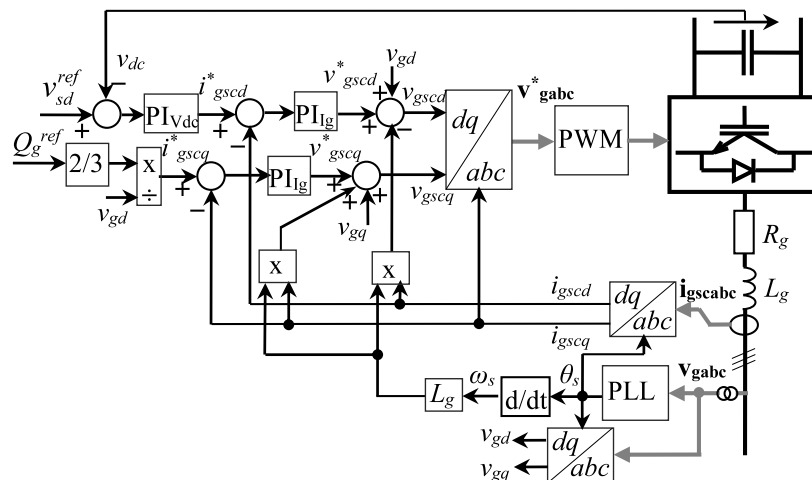 v_dc
v_sd^ref
−
+
PI_Vdc
i*_gscd
+
−
PI_Ig
v*_gscd
v_gd
+
+
−
v_gscd
dq
abc
v*_gabc
PWM
Q_g^ref
2/3
x
÷
v_gd
i*_gscq
+
−
PI_Ig
v*_gscq
+
+
+
v_gq
v_gscq
x
x
R_g
L_g
i_gscabc
i_gscd
i_gscq
dq
abc
v_gabc
PLL
θ_s
d/dt
ω_s
L_g
v_gd
v_gq
dq
abc